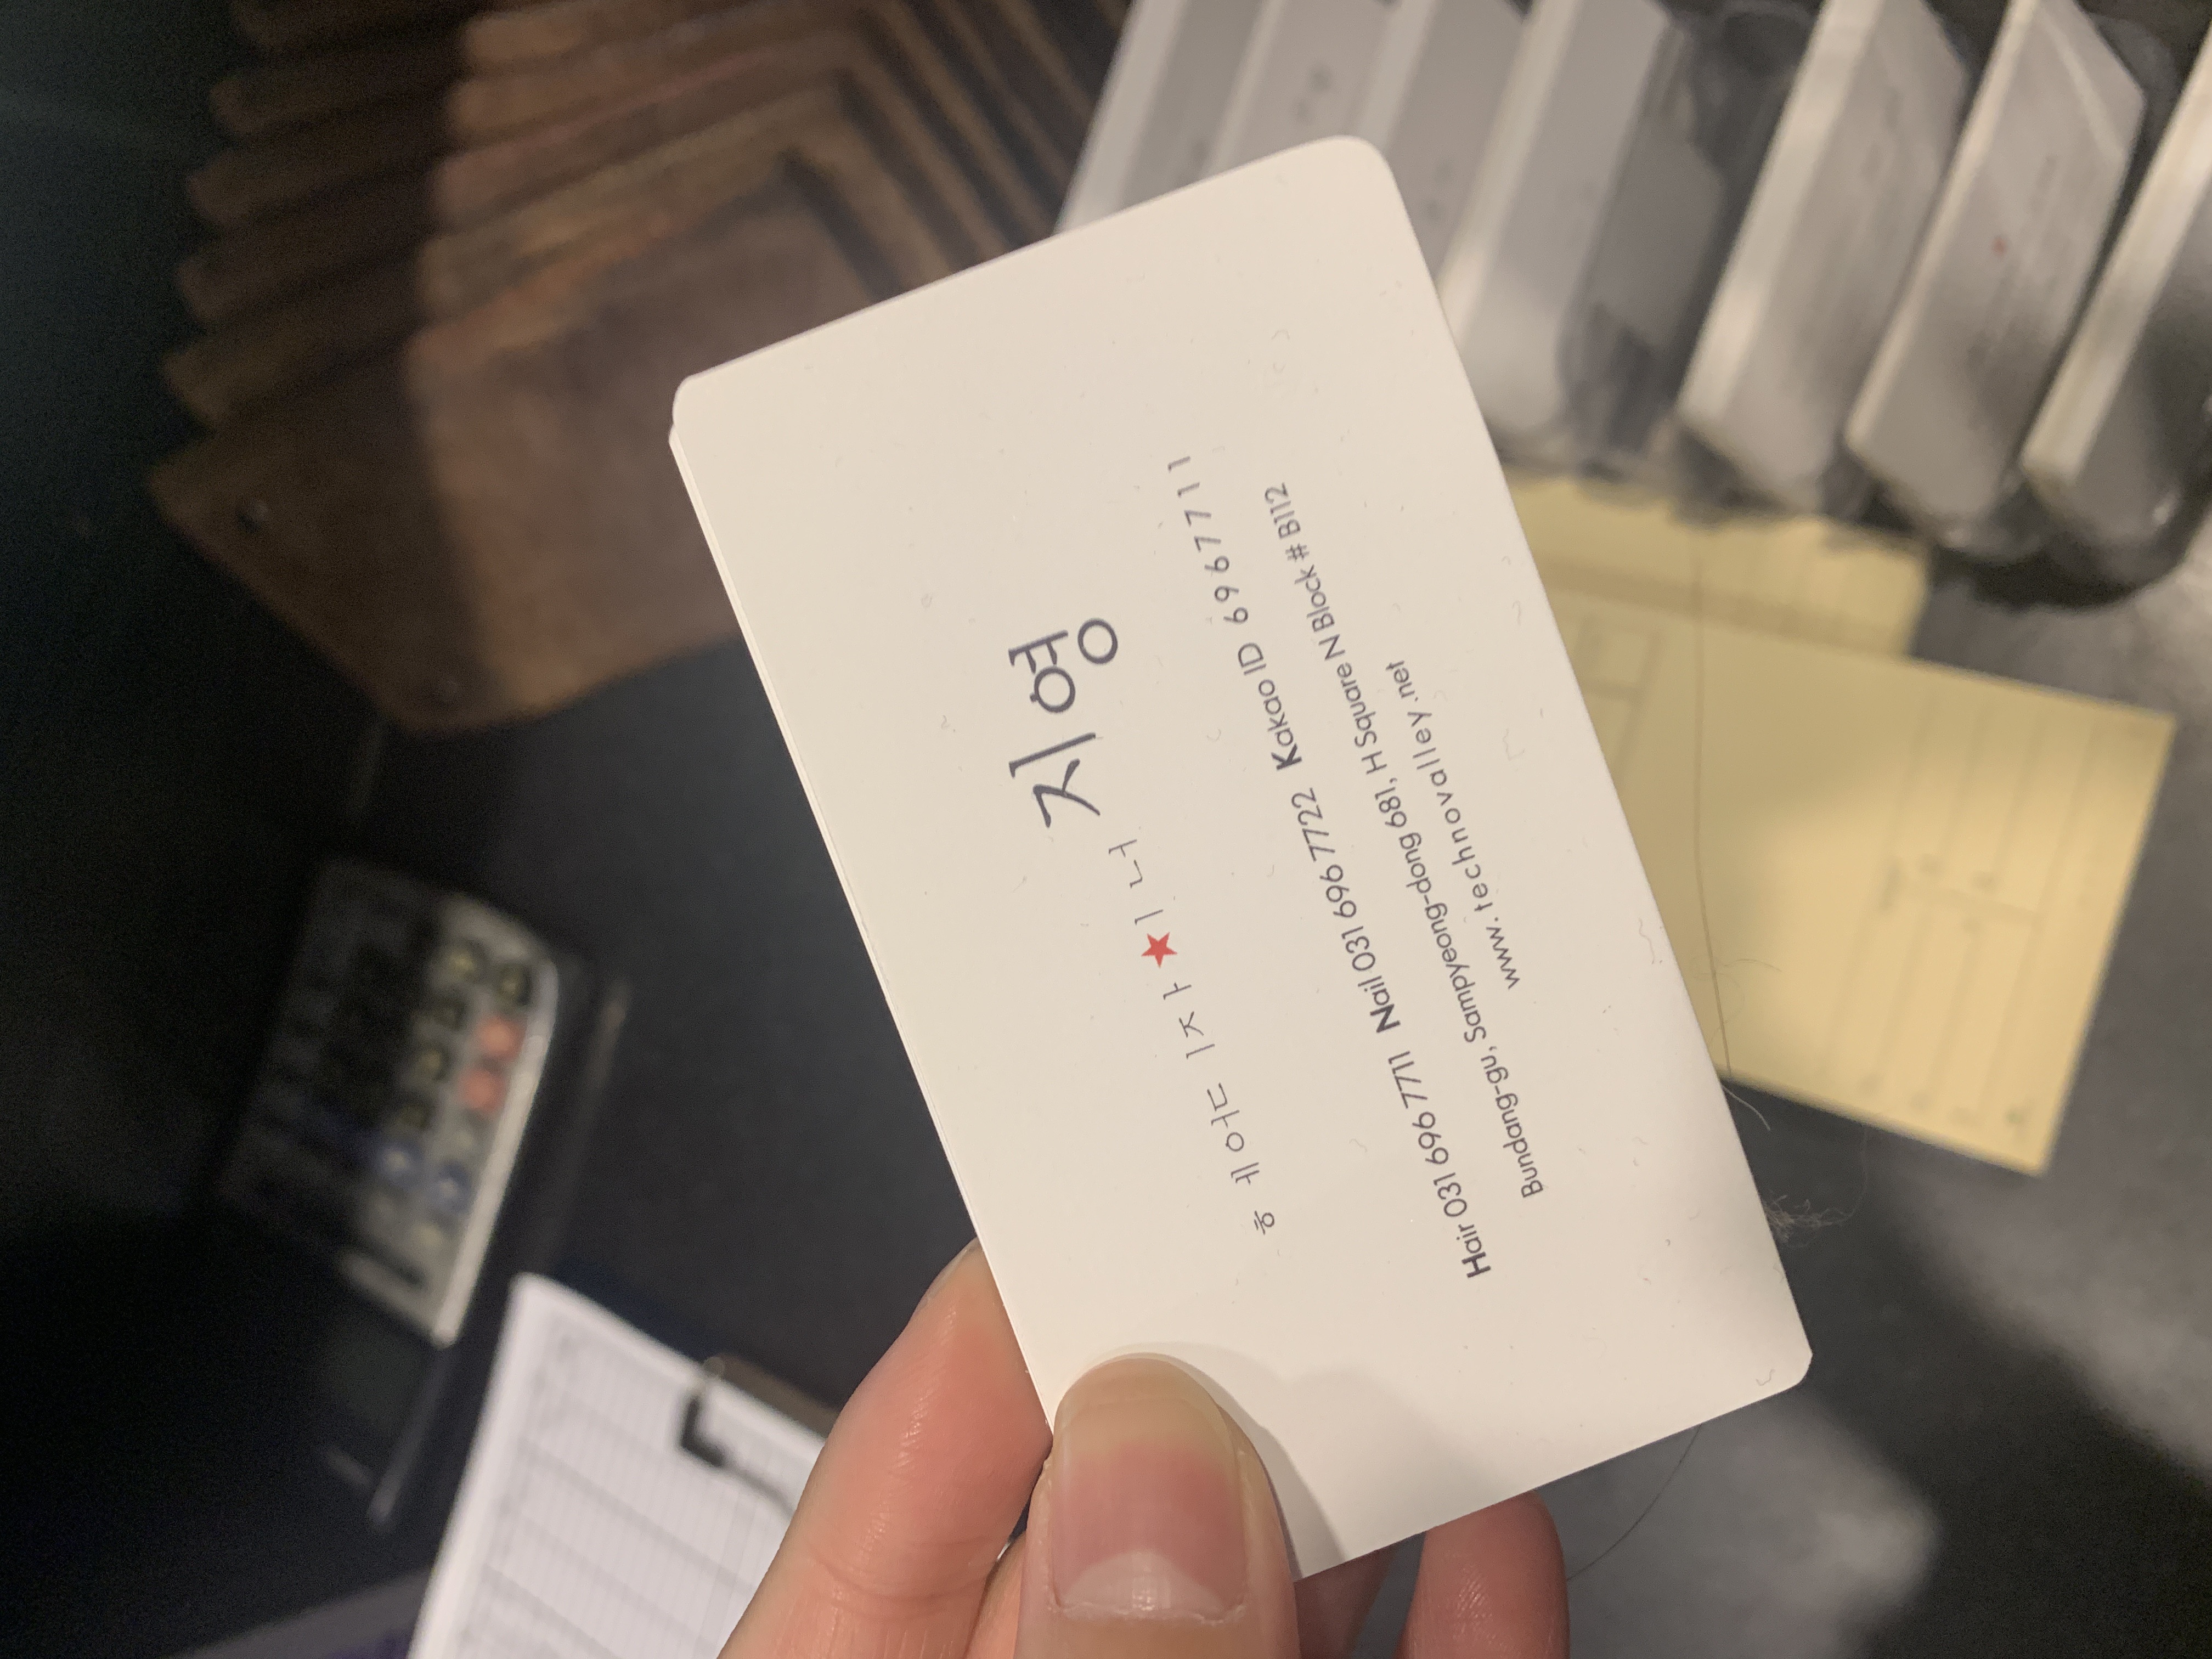 ㅎㅔㅇㅓㄷㅣㅈㅏ★ㅣㄴㅓ 지영
Hair 031 696 7711 Nail 031 696 7722 Kakao ID 6967711
Bundang-gu, Sampyeong-dong 681, H Square N Block # B112
www.technovalley.net